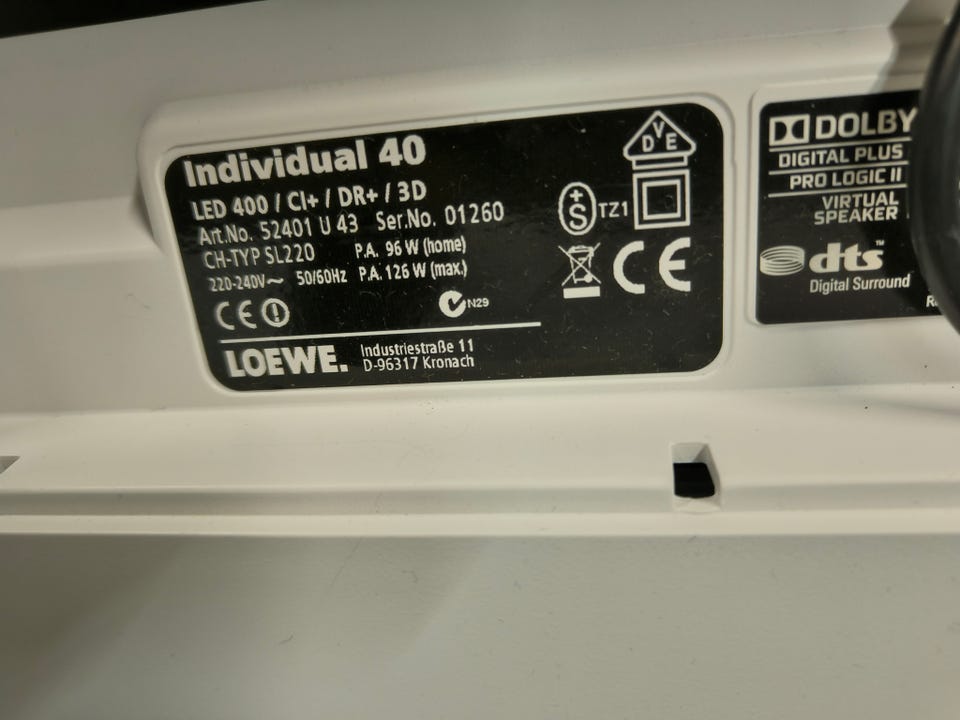 Individual 40
LED 400 / CI+ / DR+ / 3D
Art.No. 52401 U 43 Ser.No. 01260
CH-TYP SL220 P.A. 96 W (home)
220-240V~ 50/60Hz P.A. 126 W (max.)
CE
N29
LOEWE.
Industriestraße 11
D-96317 Kronach
DVE
+S TZ1
CE
DOLBY
DIGITAL PLUS
PRO LOGIC II
VIRTUAL
SPEAKER
dts™
Digital Surround